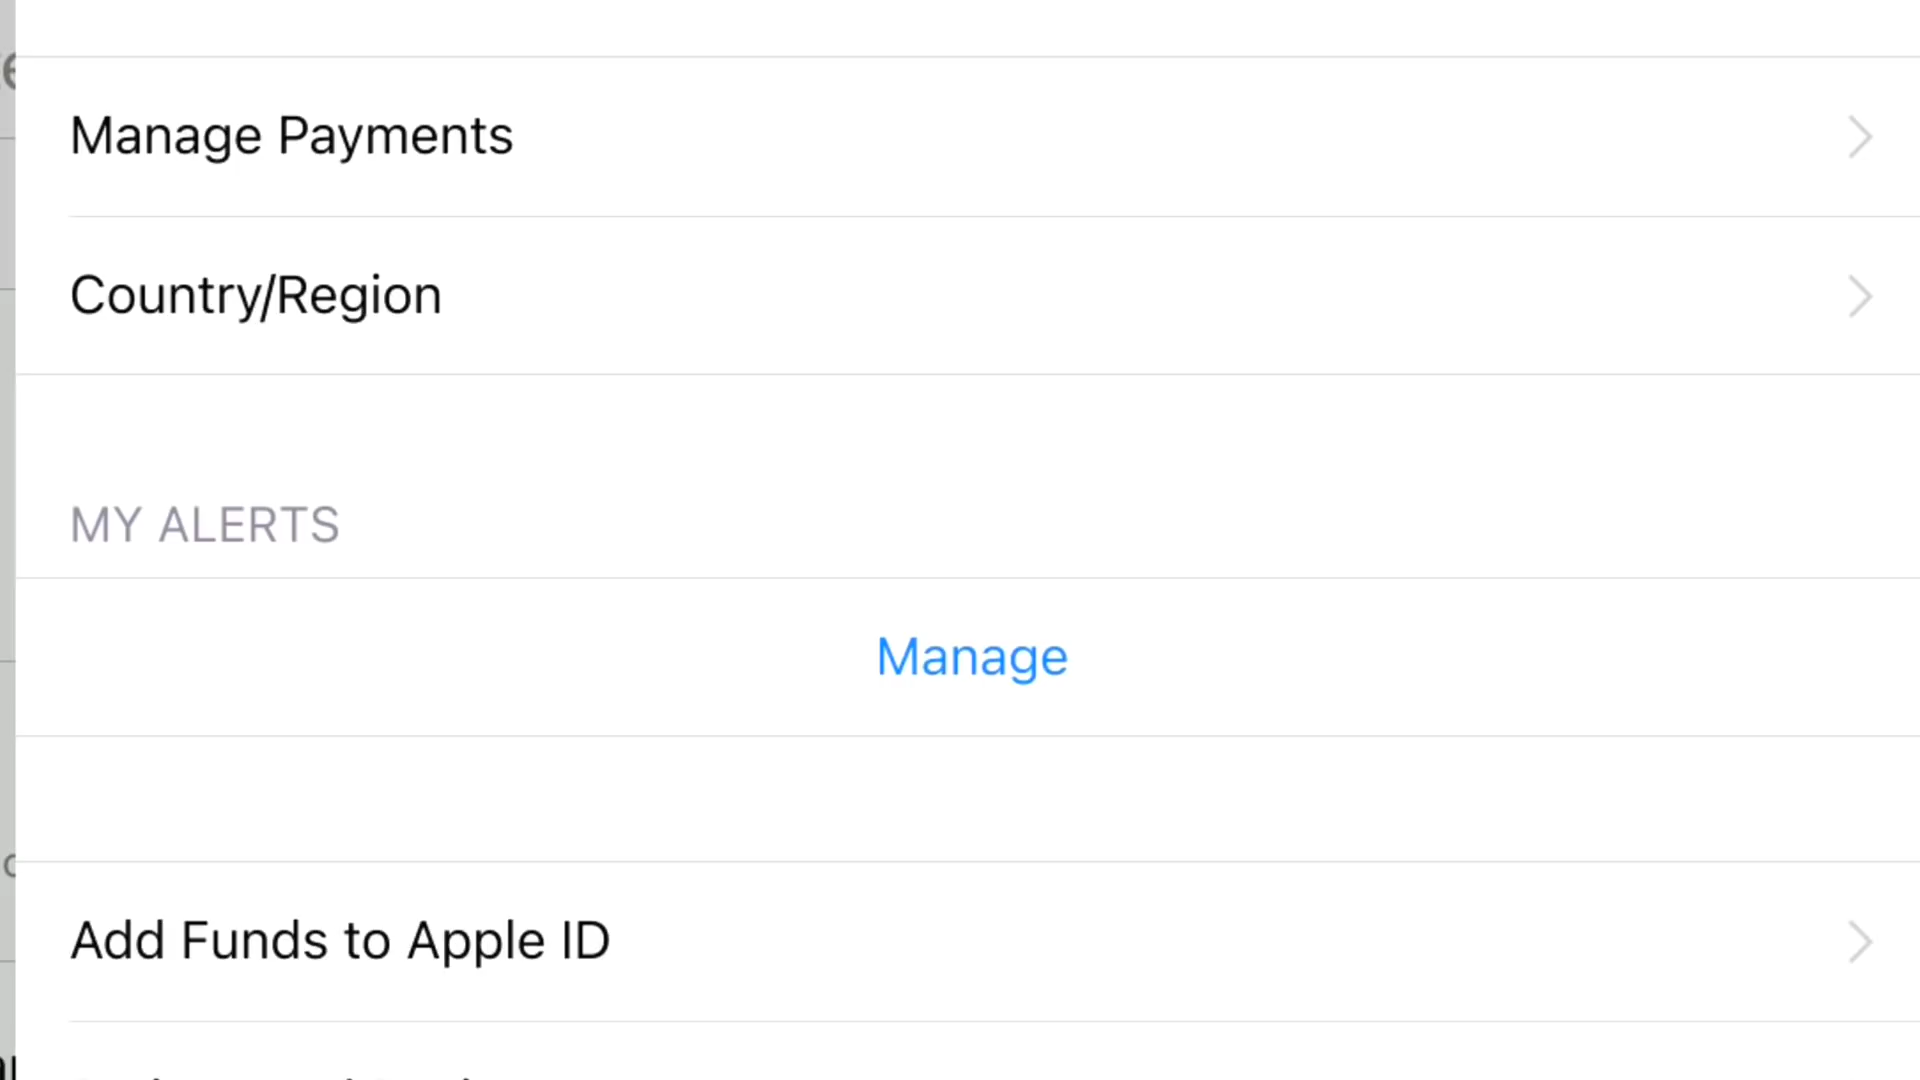 Manage Payments
Country/Region
MY ALERTS
Manage
Add Funds to Apple ID